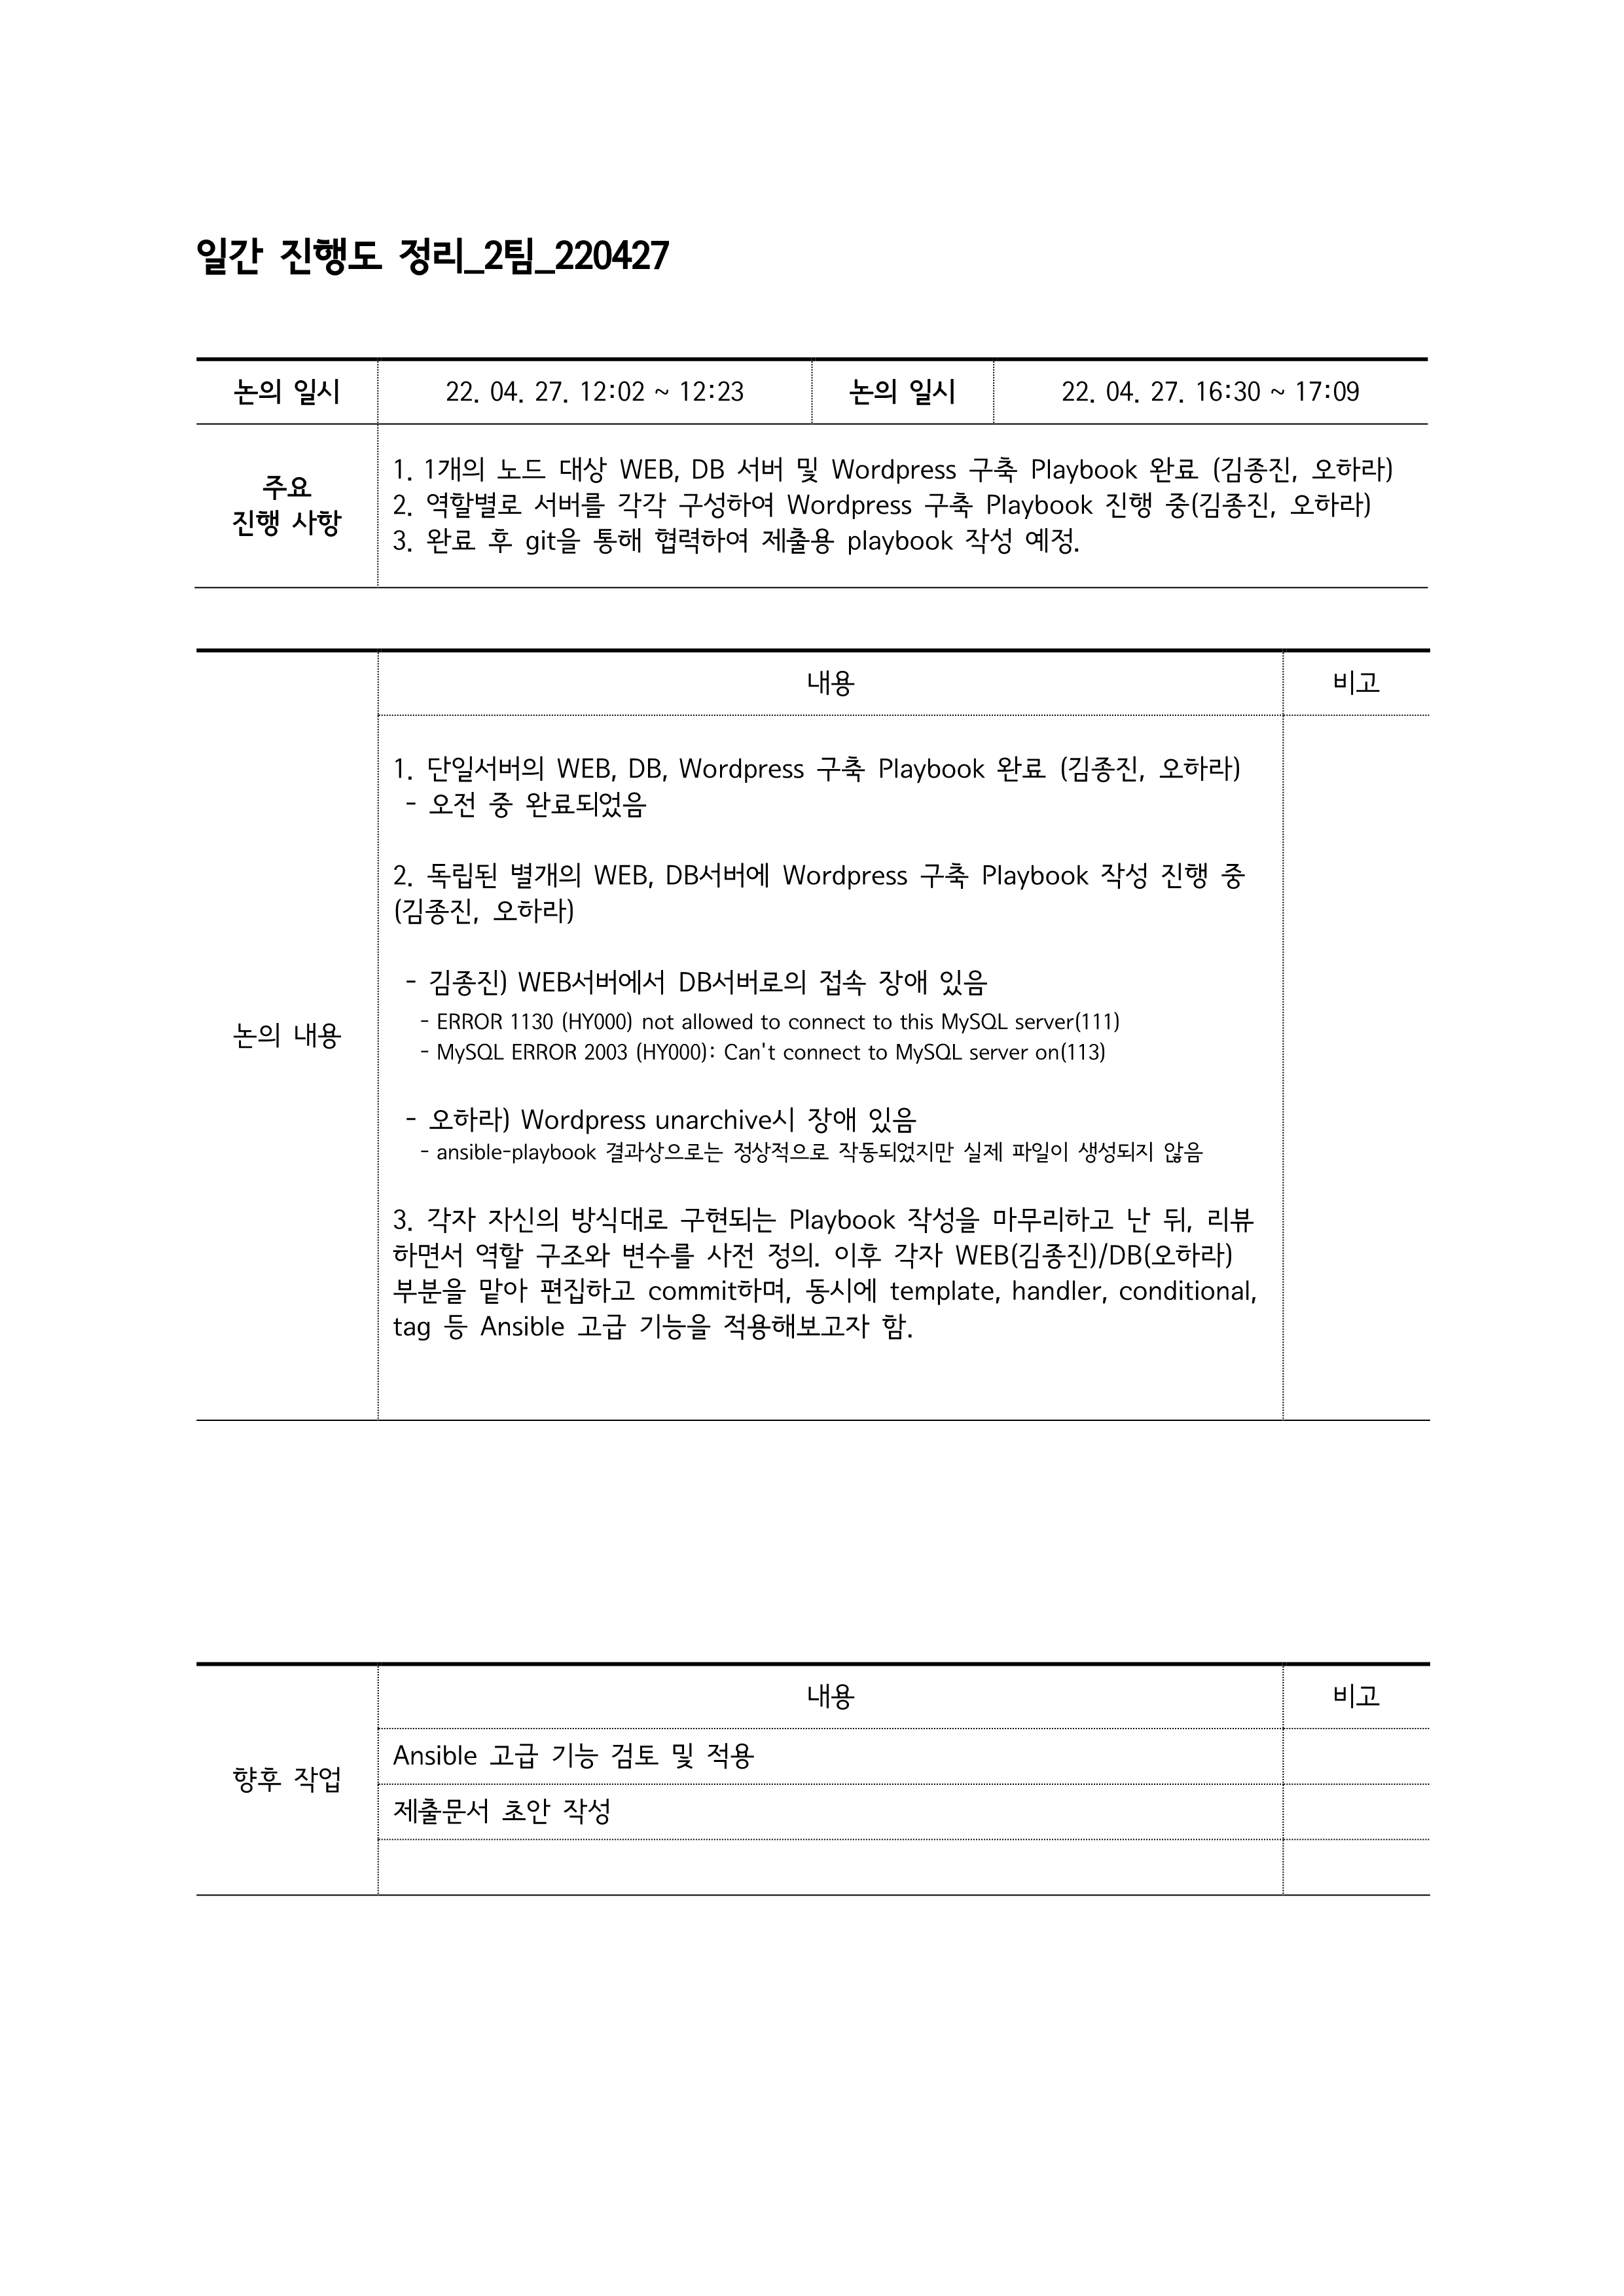 일간 진행도 정리_2팀_220427
논의 일시 22. 04. 27. 12:02 ~ 12:23 논의 일시 22. 04. 27. 16:30 ~ 17:09
주요
진행 사항
1. 1개의 노드 대상 WEB, DB 서버 및 Wordpress 구축 Playbook 완료 (김종진, 오하라)
2. 역할별로 서버를 각각 구성하여 Wordpress 구축 Playbook 진행 중(김종진, 오하라)
3. 완료 후 git을 통해 협력하여 제출용 playbook 작성 예정.
내용 비고
논의 내용
1. 단일서버의 WEB, DB, Wordpress 구축 Playbook 완료 (김종진, 오하라)
- 오전 중 완료되었음
2. 독립된 별개의 WEB, DB서버에 Wordpress 구축 Playbook 작성 진행 중
(김종진, 오하라)
- 김종진) WEB서버에서 DB서버로의 접속 장애 있음
- ERROR 1130 (HY000) not allowed to connect to this MySQL server(111)
- MySQL ERROR 2003 (HY000): Can't connect to MySQL server on(113)
- 오하라) Wordpress unarchive시 장애 있음
- ansible-playbook 결과상으로는 정상적으로 작동되었지만 실제 파일이 생성되지 않음
3. 각자 자신의 방식대로 구현되는 Playbook 작성을 마무리하고 난 뒤, 리뷰
하면서 역할 구조와 변수를 사전 정의. 이후 각자 WEB(김종진)/DB(오하라)
부분을 맡아 편집하고 commit하며, 동시에 template, handler, conditional,
tag 등 Ansible 고급 기능을 적용해보고자 함.
내용 비고
향후 작업
Ansible 고급 기능 검토 및 적용
제출문서 초안 작성